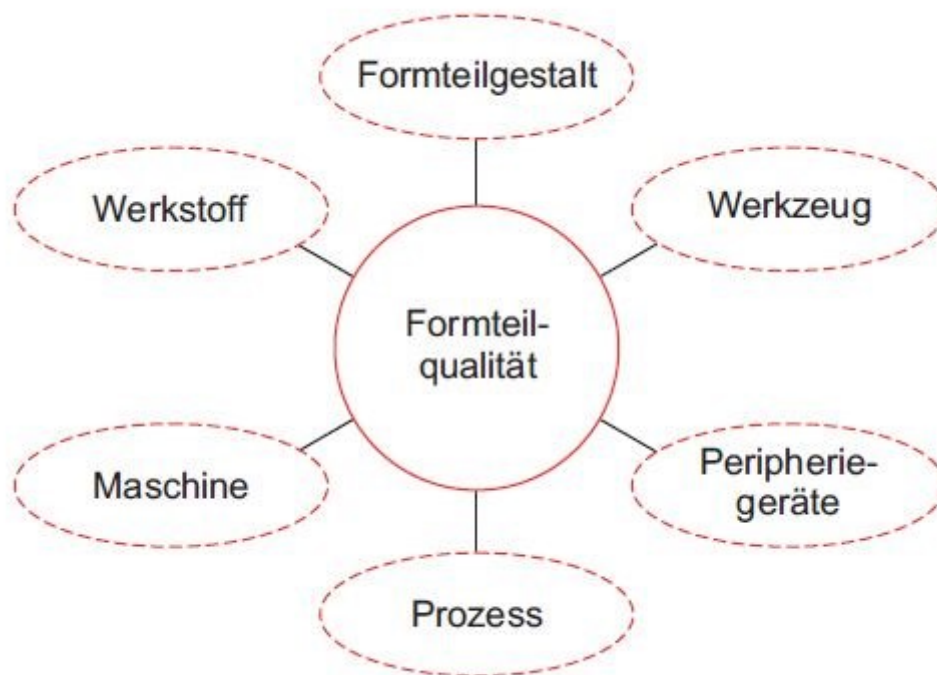 Formteilgestalt
Werkstoff
Werkzeug
Formteil-
qualität
Maschine
Peripherie-
geräte
Prozess